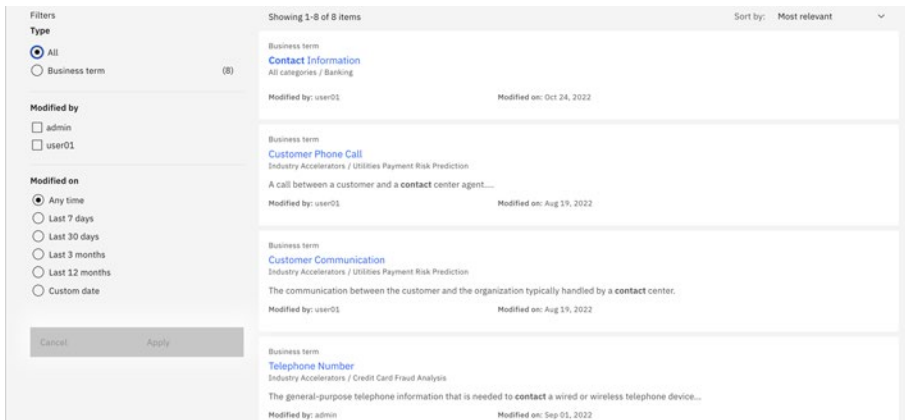 Filters
Type
All
Business term (8)
Modified by
admin
user01
Modified on
Any time
Last 7 days
Last 30 days
Last 3 months
Last 12 months
Custom date
Cancel Apply
Showing 1-8 of 8 items
Sort by: Most relevant
Business term
Contact Information
All categories / Banking
Modified by: user01 Modified on: Oct 24, 2022
Business term
Customer Phone Call
Industry Accelerators / Utilities Payment Risk Prediction
A call between a customer and a contact center agent....
Modified by: user01 Modified on: Aug 19, 2022
Business term
Customer Communication
Industry Accelerators / Utilities Payment Risk Prediction
The communication between the customer and the organization typically handled by a contact center.
Modified by: user01 Modified on: Aug 19, 2022
Business term
Telephone Number
Industry Accelerators / Credit Card Fraud Analysis
The general-purpose telephone information that is needed to contact a wired or wireless telephone device...
Modified by: admin Modified on: Sep 01, 2022